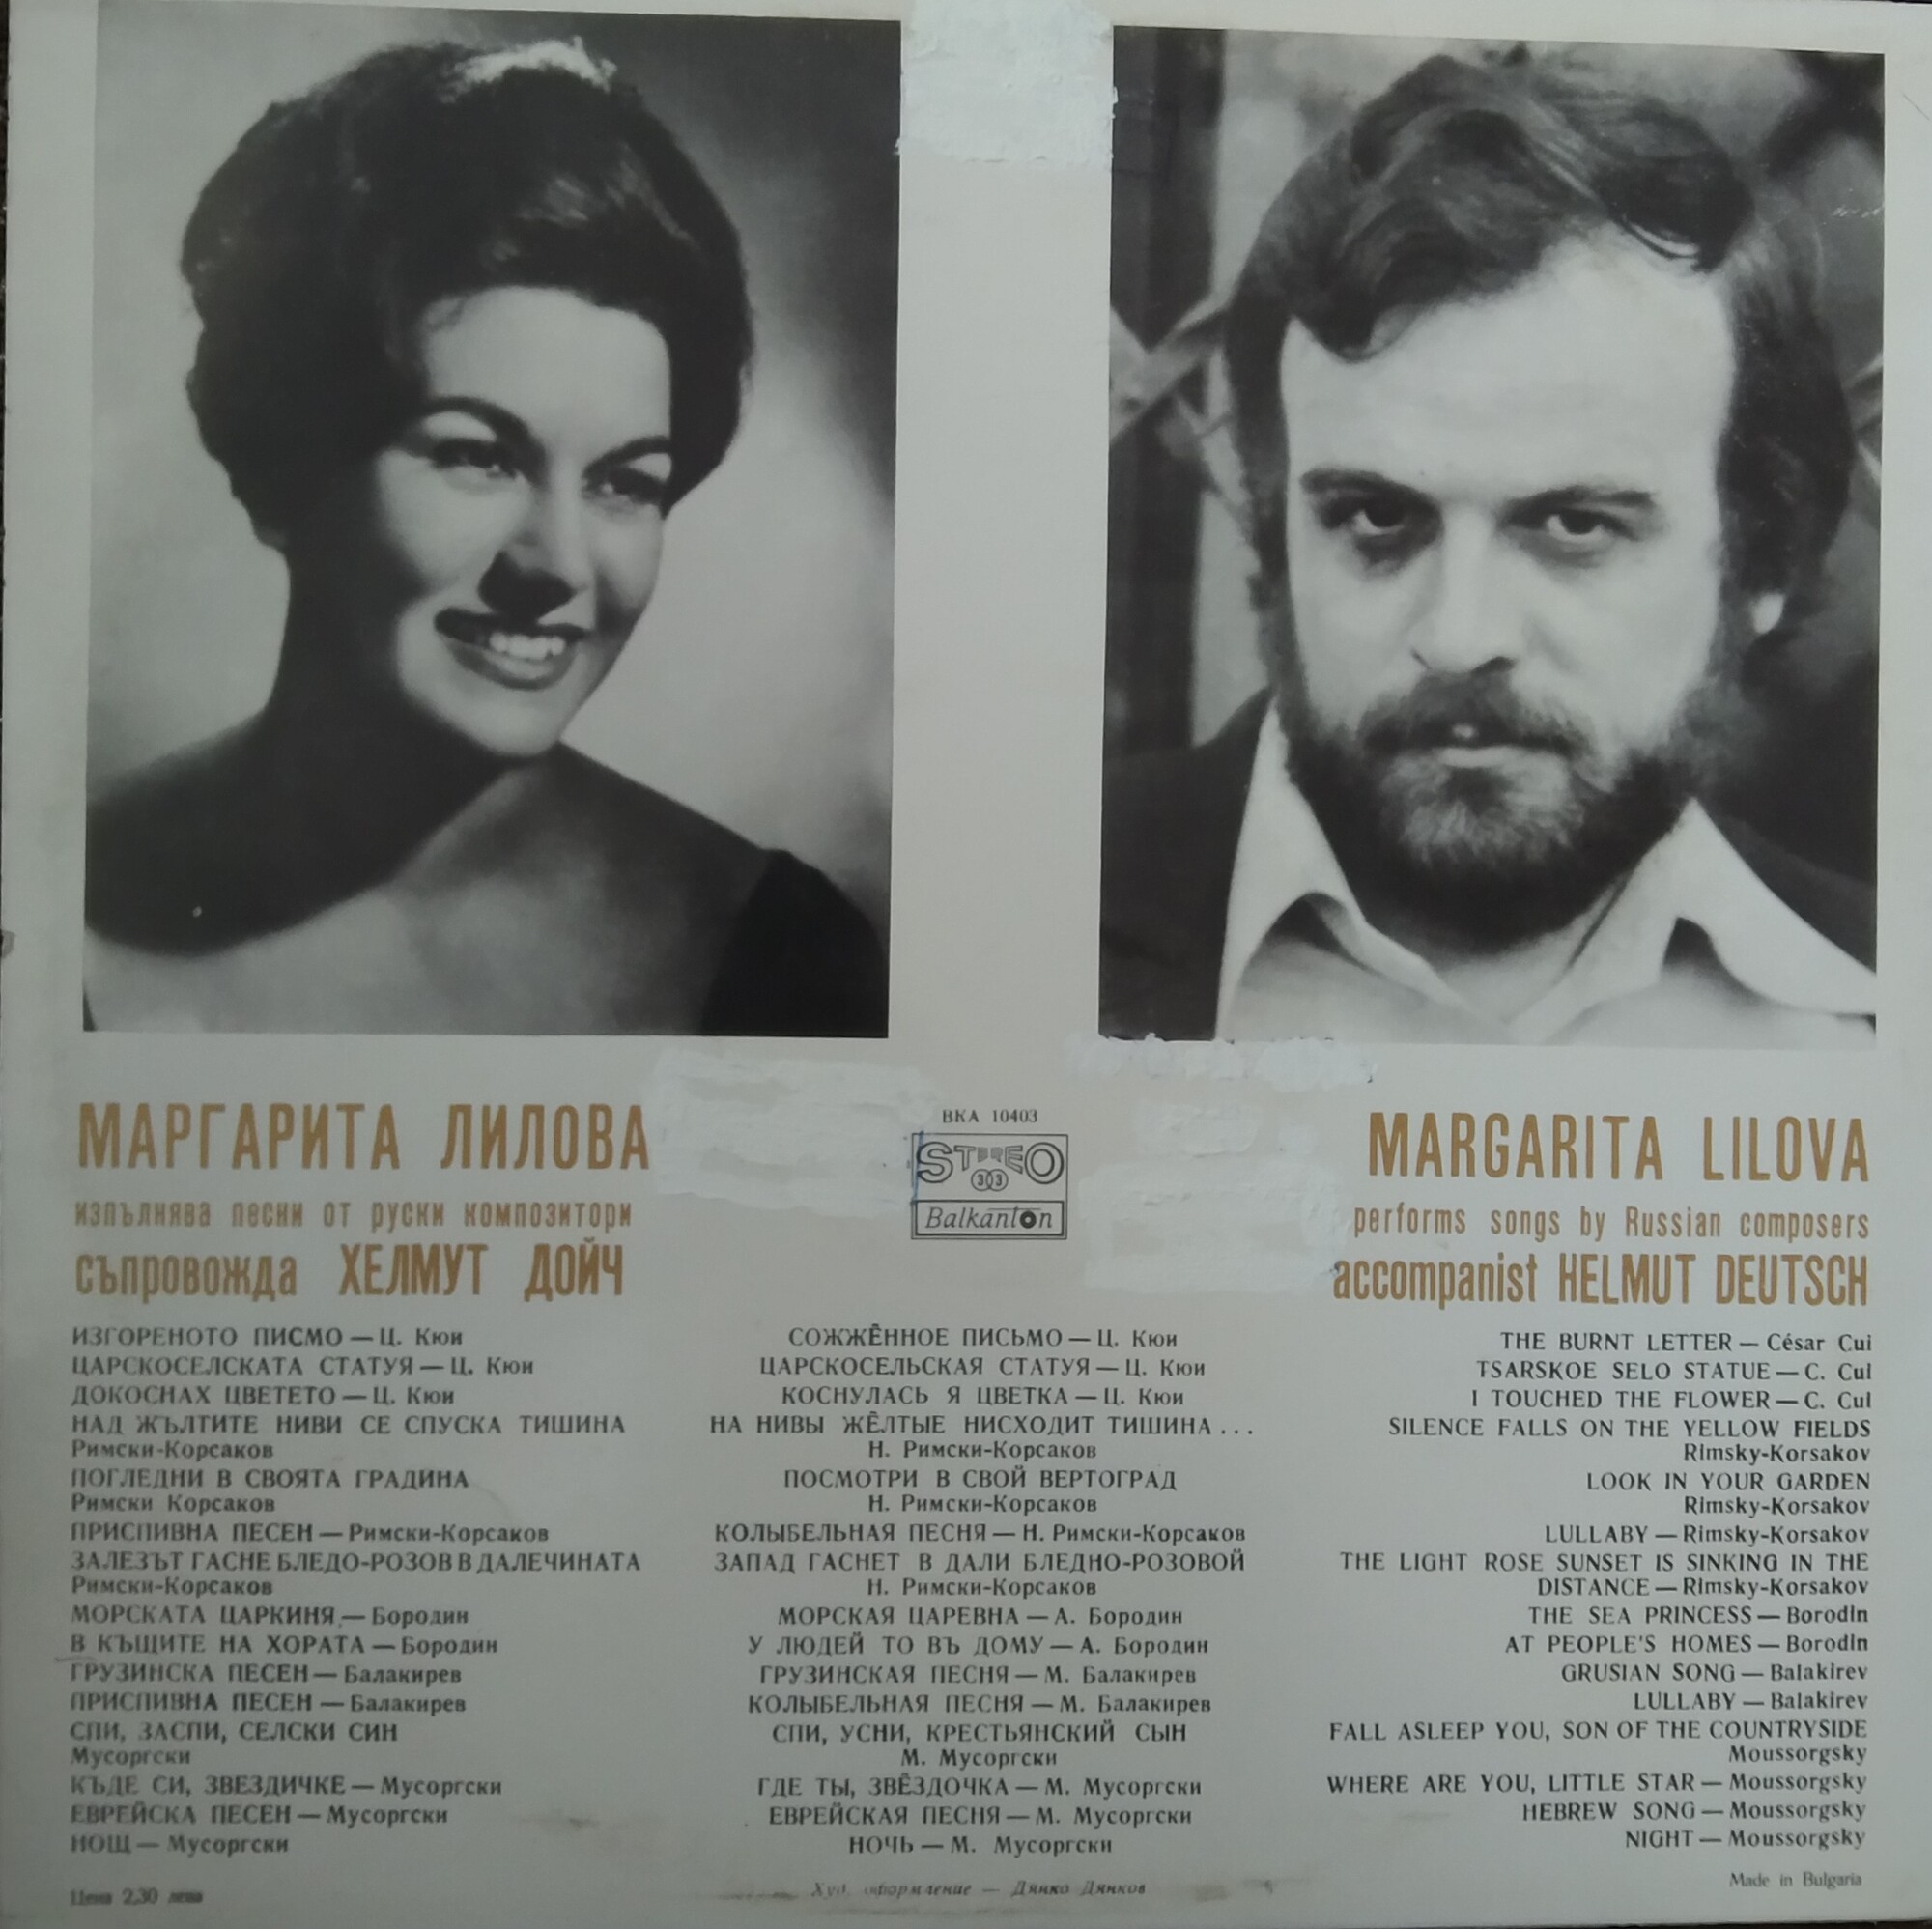 МАРГАРИТА ЛИЛОВА
изпълнява песни от руски композитори
съпровожда ХЕЛМУТ ДОЙЧ
ВКА 10403
STEREO
33
Balkanton
MARGARITA LILOVA
performs songs by Russian composers
accompanist HELMUT DEUTSCH
ИЗГОРЕНОТО ПИСМО — Ц. Кюи
ЦАРСКОСЕЛСКАТА СТАТУЯ — Ц. Кюи
ДОКОСНАХ ЦВЕТЕТО — Ц. Кюи
НАД ЖЪЛТИТЕ НИВИ СЕ СПУСКА ТИШИНА
Римски-Корсаков
ПОГЛЕДНИ В СВОЯТА ГРАДИНА
Римски Корсаков
ПРИСПИВНА ПЕСЕН — Римски-Корсаков
ЗАЛЕЗЪТ ГАСНЕ БЛЕДО-РОЗОВ В ДАЛЕЧИНАТА
Римски-Корсаков
МОРСКАТА ЦАРКИНЯ — Бородин
В КЪЩИТЕ НА ХОРАТА — Бородин
ГРУЗИНСКА ПЕСЕН — Балакирев
ПРИСПИВНА ПЕСЕН — Балакирев
СПИ, ЗАСПИ, СЕЛСКИ СИН
Мусоргски
КЪДЕ СИ, ЗВЕЗДИЧКЕ — Мусоргски
ЕВРЕЙСКА ПЕСЕН — Мусоргски
НОЩ — Мусоргски
Цена 2,30 лева
СОЖЖЁННОЕ ПИСЬМО — Ц. Кюи
ЦАРСКОСЕЛЬСКАЯ СТАТУЯ — Ц. Кюи
КОСНУЛАСЬ Я ЦВЕТКА — Ц. Кюи
НА НИВЫ ЖЁЛТЫЕ НИСХОДИТ ТИШИНА...
Н. Римски-Корсаков
ПОСМОТРИ В СВОЙ ВЕРТОГРАД
Н. Римски-Корсаков
КОЛЫБЕЛЬНАЯ ПЕСНЯ — Н. Римски-Корсаков
ЗАПАД ГАСНЕТ В ДАЛИ БЛЕДНО-РОЗОВОЙ
Н. Римски-Корсаков
МОРСКАЯ ЦАРЕВНА — А. Бородин
У ЛЮДЕЙ ТО ВЪ ДОМУ — А. Бородин
ГРУЗИНСКАЯ ПЕСНЯ — М. Балакирев
КОЛЫБЕЛЬНАЯ ПЕСНЯ — М. Балакирев
СПИ, УСНИ, КРЕСТЬЯНСКИЙ СЫН
М. Мусоргски
ГДЕ ТЫ, ЗВЁЗДОЧКА — М. Мусоргски
ЕВРЕЙСКАЯ ПЕСНЯ — М. Мусоргски
НОЧЬ — М. Мусоргски
Худ. оформление — Дянко Дянков
THE BURNT LETTER — César Cui
TSARSKOE SELO STATUE — C. Cui
I TOUCHED THE FLOWER — C. Cui
SILENCE FALLS ON THE YELLOW FIELDS
Rimsky-Korsakov
LOOK IN YOUR GARDEN
Rimsky-Korsakov
LULLABY — Rimsky-Korsakov
THE LIGHT ROSE SUNSET IS SINKING IN THE
DISTANCE — Rimsky-Korsakov
THE SEA PRINCESS — Borodin
AT PEOPLE'S HOMES — Borodin
GRUSIAN SONG — Balakirev
LULLABY — Balakirev
FALL ASLEEP YOU, SON OF THE COUNTRYSIDE
Moussorgsky
WHERE ARE YOU, LITTLE STAR — Moussorgsky
HEBREW SONG — Moussorgsky
NIGHT — Moussorgsky
Made in Bulgaria